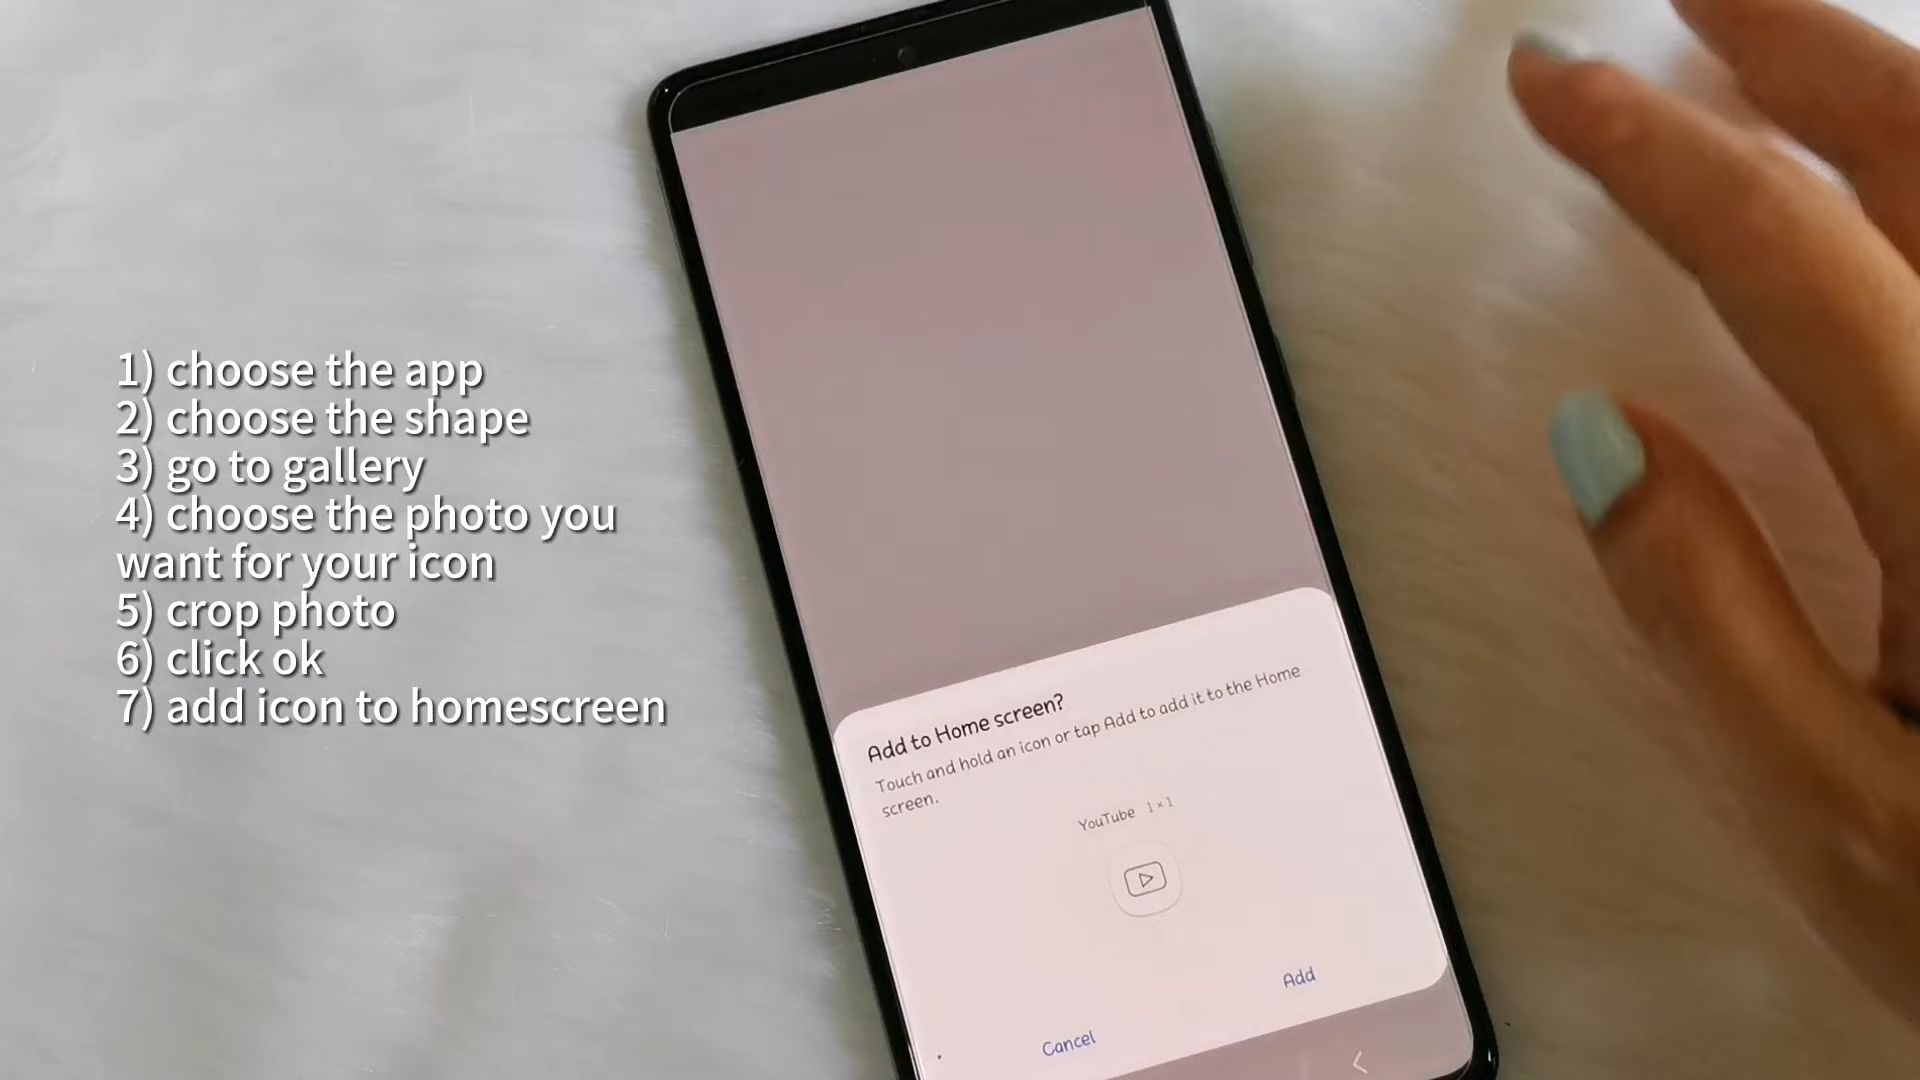 1) choose the app
2) choose the shape
3) go to gallery
4) choose the photo you
want for your icon
5) crop photo
6) click ok
7) add icon to homescreen
Add to Home screen?
Touch and hold an icon or tap Add to add it to the Home
screen.
YouTube 1 × 1
Add
Cancel